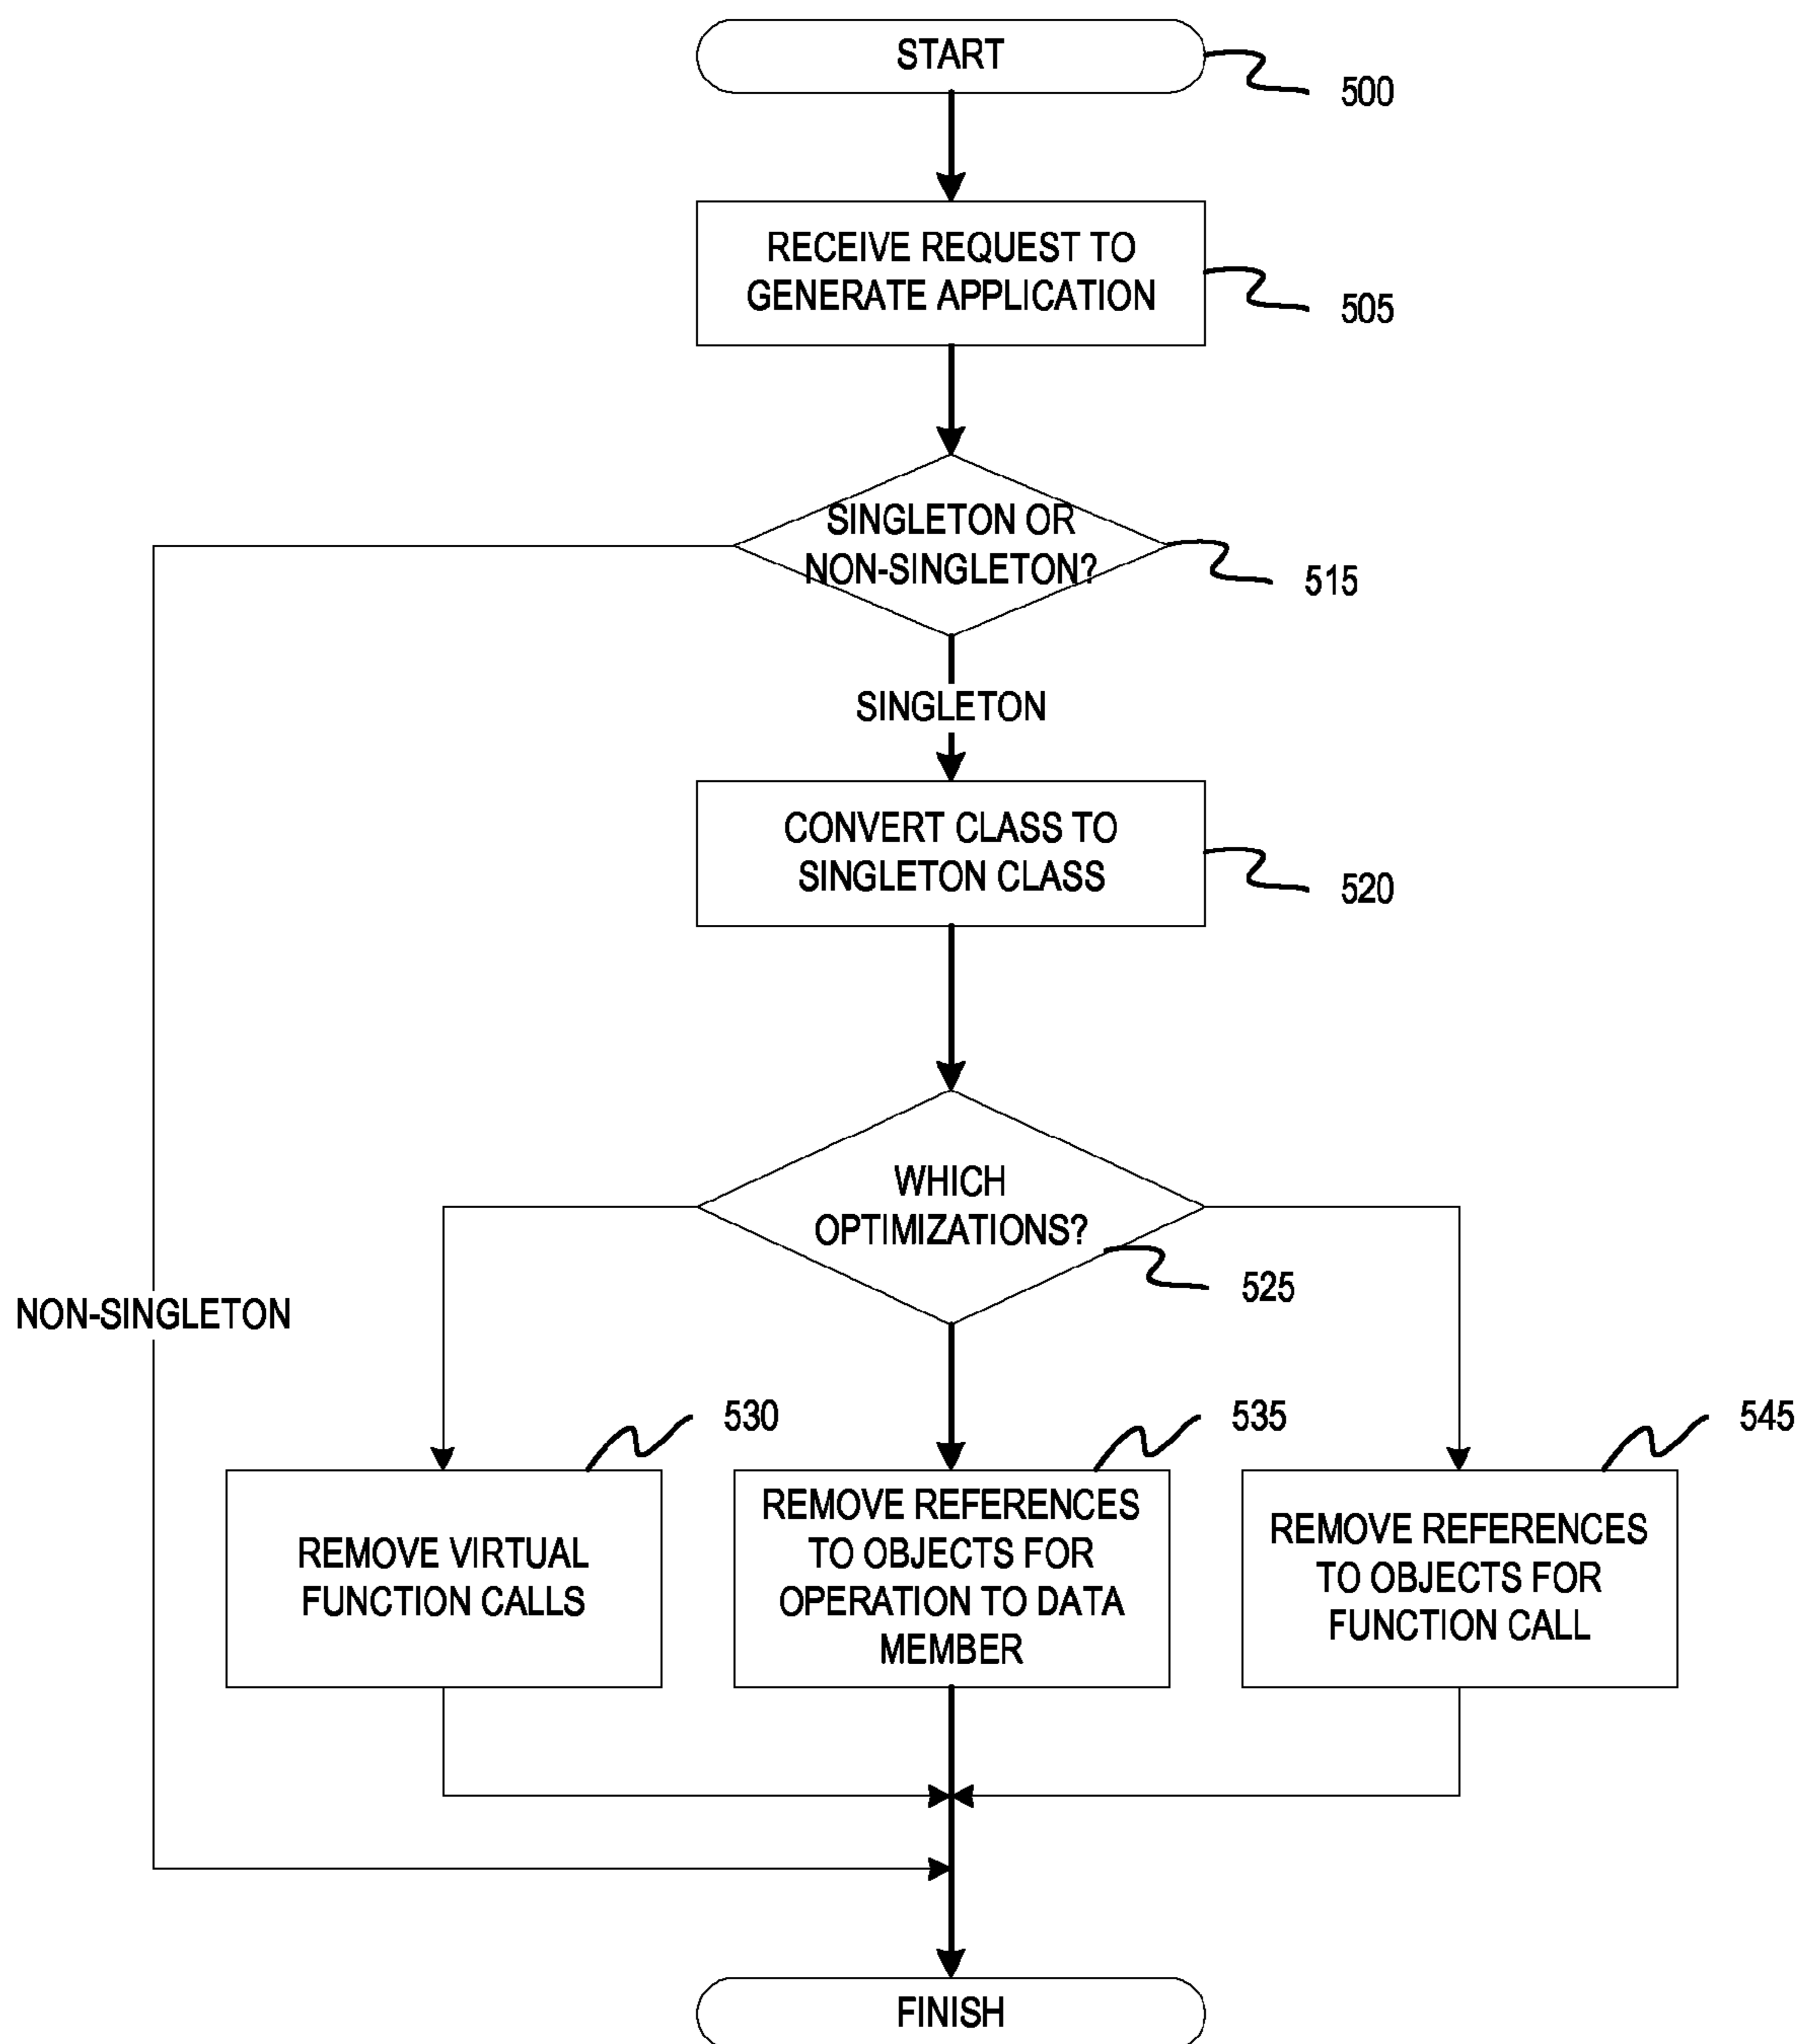 START
500
RECEIVE REQUEST TO
GENERATE APPLICATION
505
SINGLETON OR
NON-SINGLETON?
515
SINGLETON
CONVERT CLASS TO
SINGLETON CLASS
520
WHICH
OPTIMIZATIONS?
525
NON-SINGLETON
530
535
545
REMOVE VIRTUAL
FUNCTION CALLS
REMOVE REFERENCES
TO OBJECTS FOR
OPERATION TO DATA
MEMBER
REMOVE REFERENCES
TO OBJECTS FOR
FUNCTION CALL
FINISH